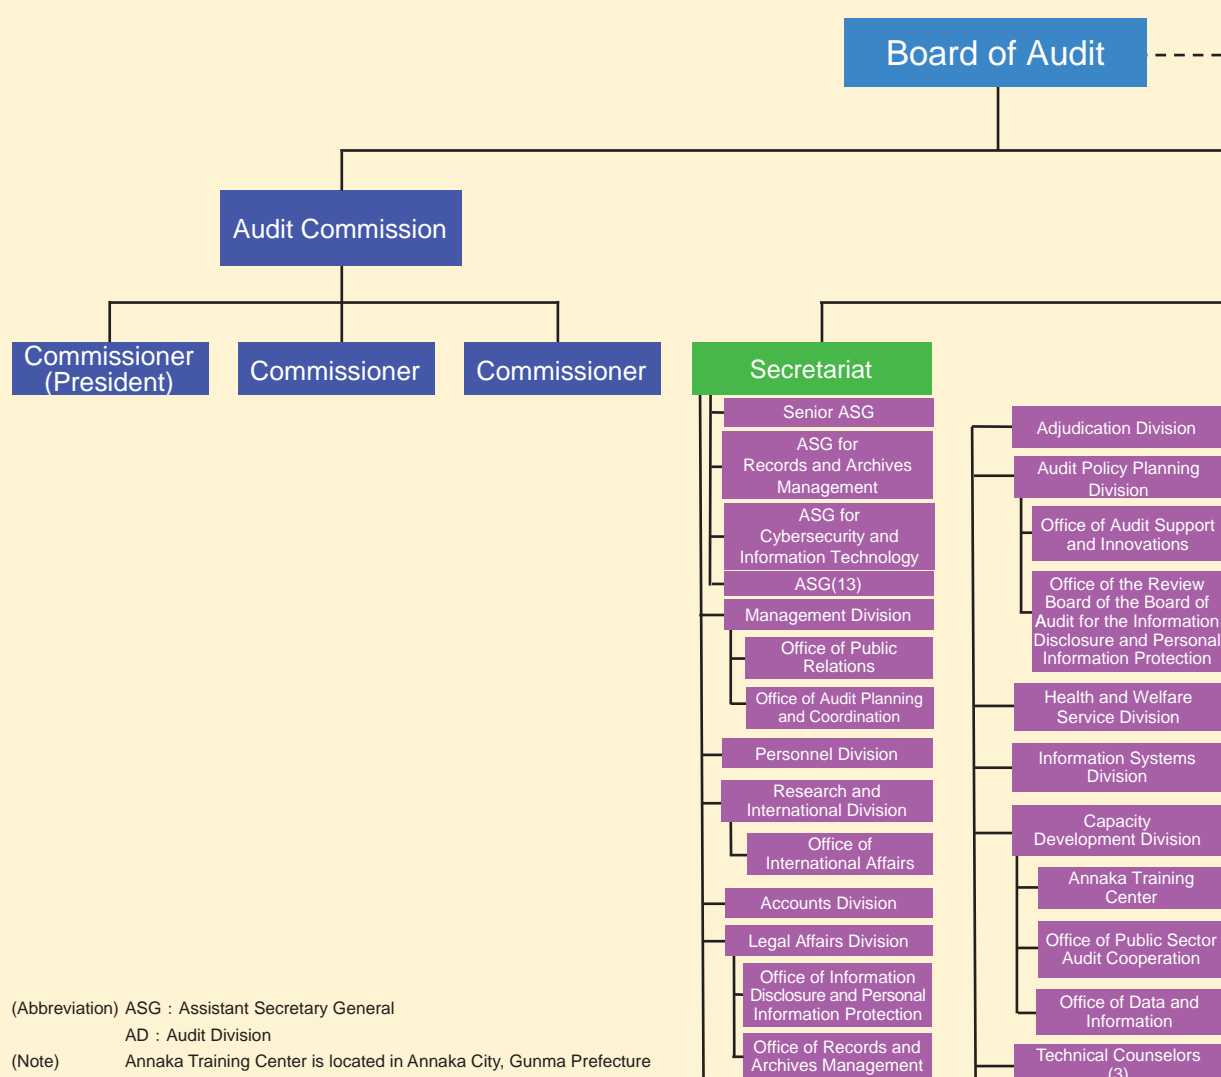 Board of Audit
Audit Commission
Commissioner
(President)
Commissioner
Commissioner
Secretariat
Senior ASG
ASG for
Records and Archives
Management
ASG for
Cybersecurity and
Information Technology
ASG(13)
Management Division
Office of Public
Relations
Office of Audit Planning
and Coordination
Personnel Division
Research and
International Division
Office of
International Affairs
Accounts Division
Legal Affairs Division
Office of Information
Disclosure and Personal
Information Protection
Office of Records and
Archives Management
Adjudication Division
Audit Policy Planning
Division
Office of Audit Support
and Innovations
Office of the Review
Board of the Board of
Audit for the Information
Disclosure and Personal
Information Protection
Health and Welfare
Service Division
Information Systems
Division
Capacity
Development Division
Annaka Training
Center
Office of Public Sector
Audit Cooperation
Office of Data and
Information
Technical Counselors
(3)
(Abbreviation) ASG : Assistant Secretary General
AD : Audit Division
(Note) Annaka Training Center is located in Annaka City, Gunma Prefecture